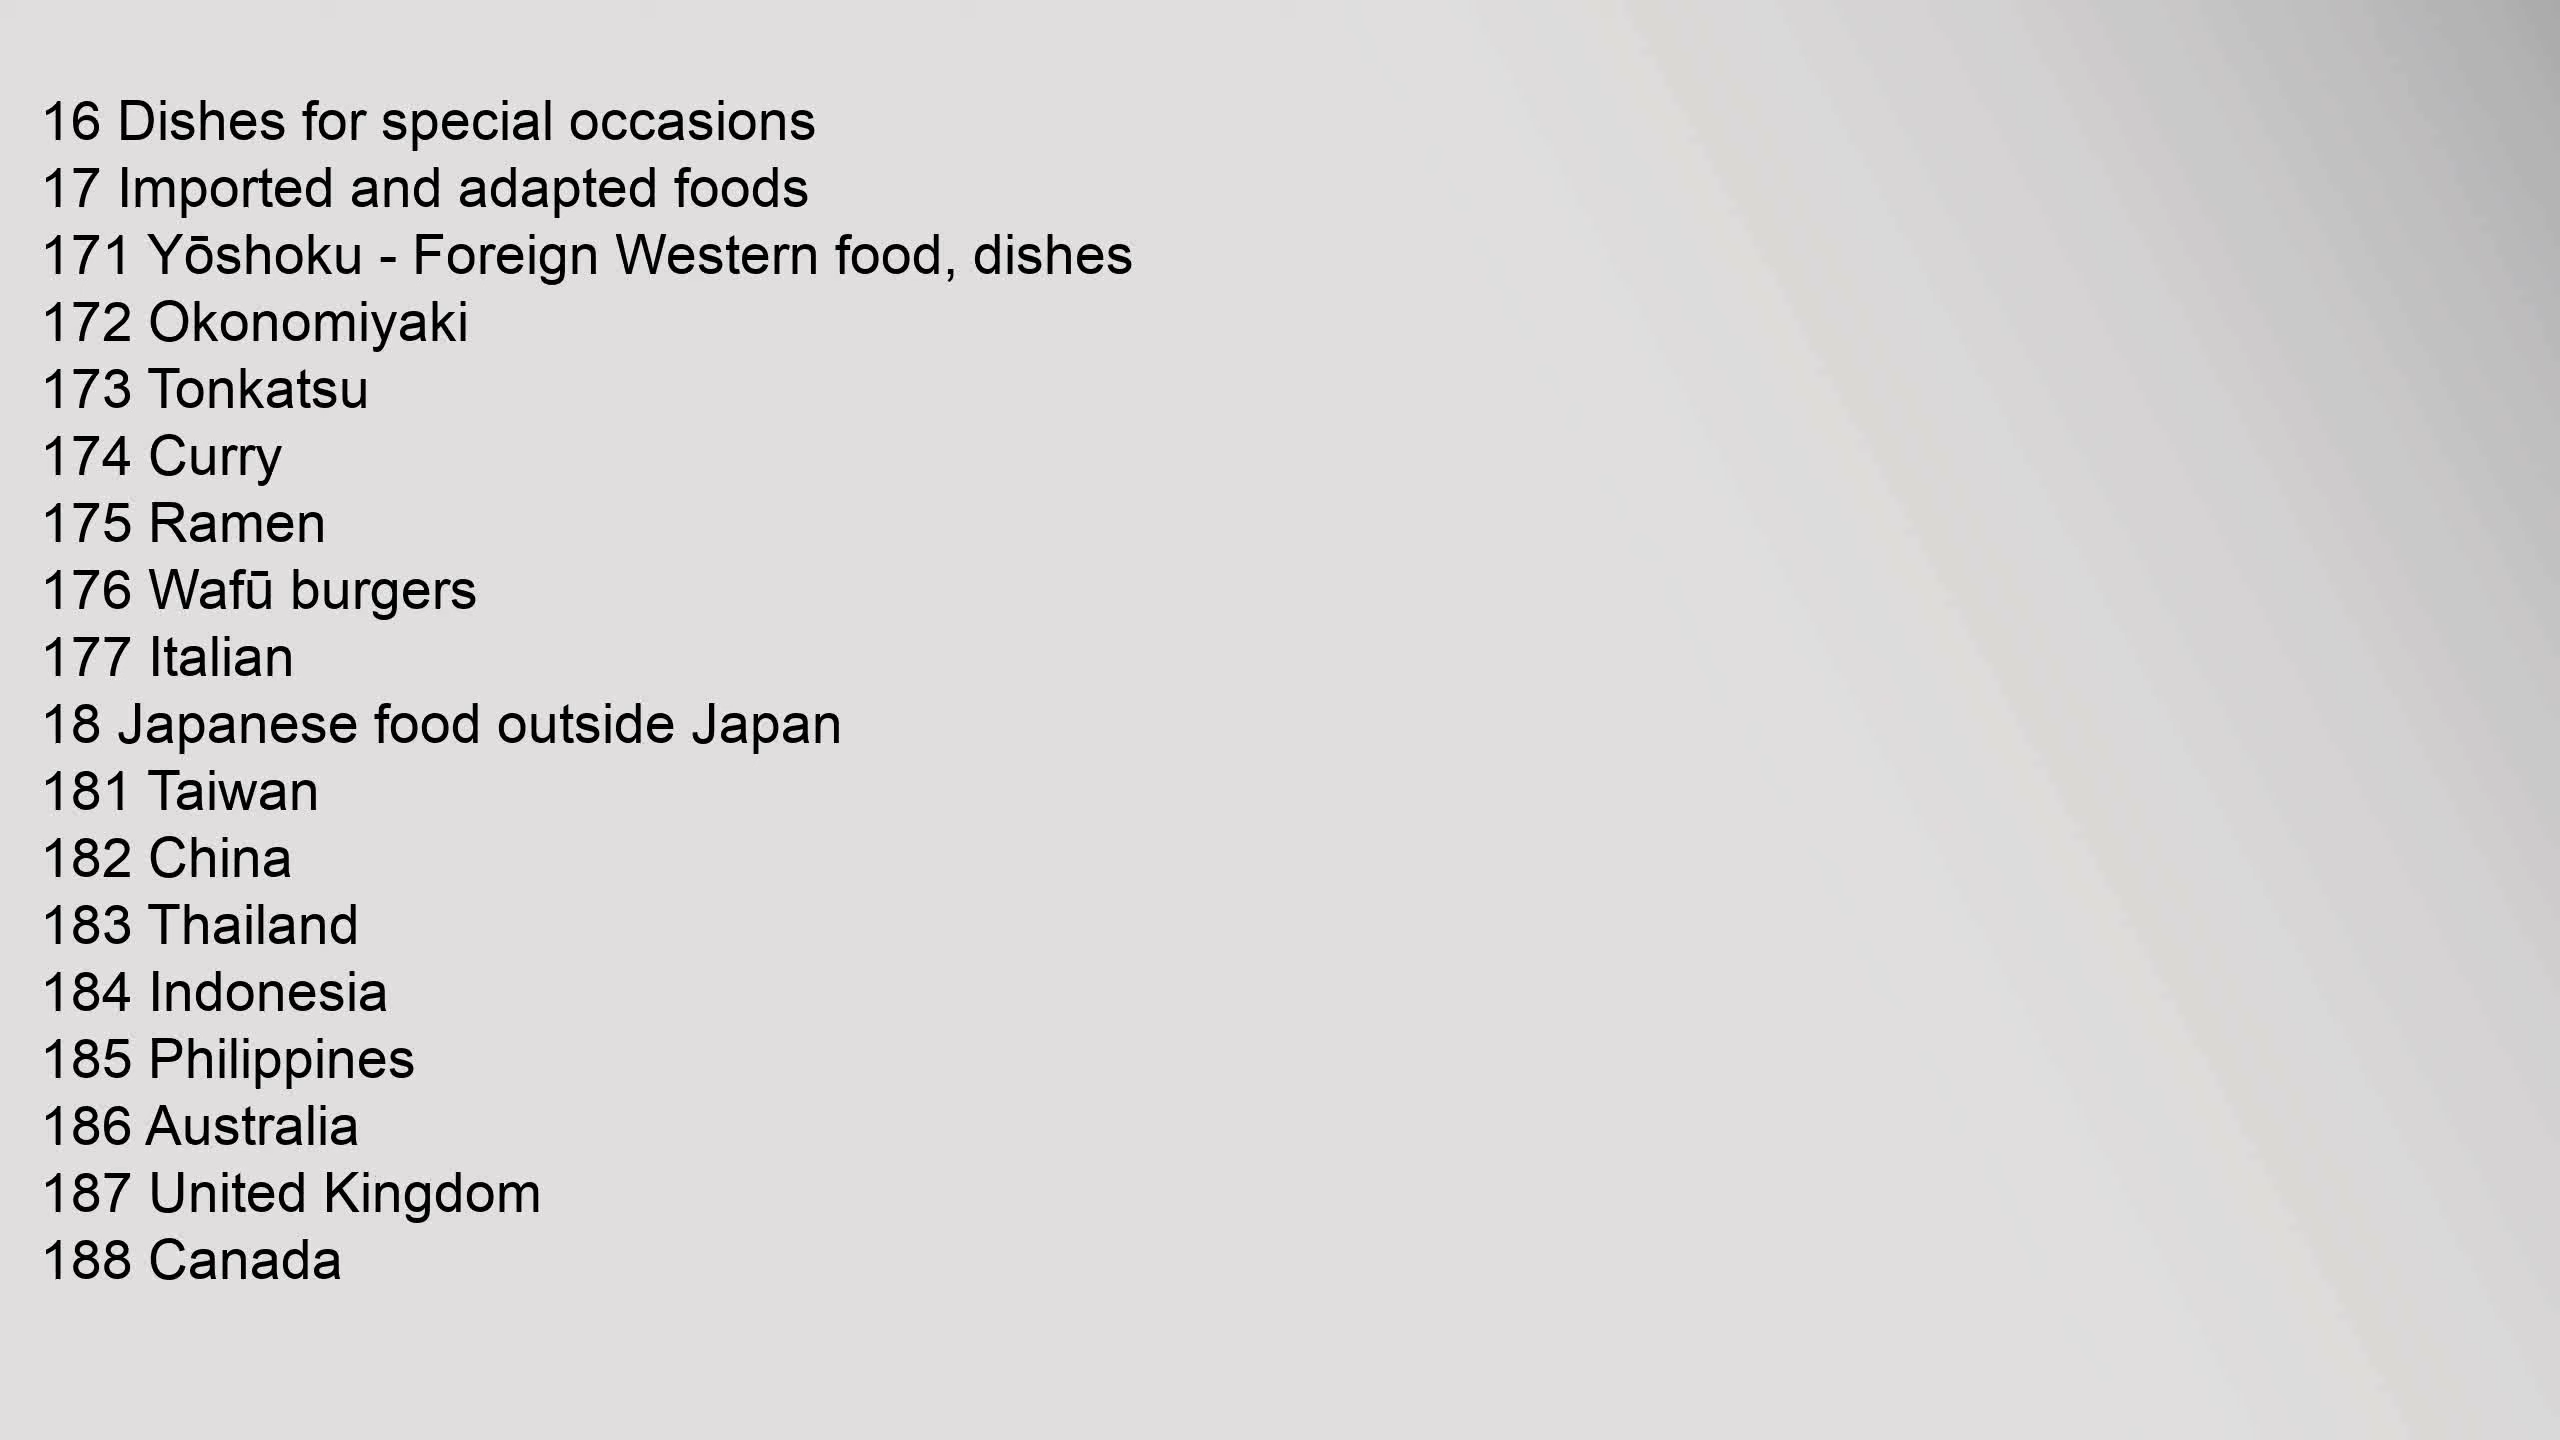 16 Dishes for special occasions
17 Imported and adapted foods
171 Yōshoku - Foreign Western food, dishes
172 Okonomiyaki
173 Tonkatsu
174 Curry
175 Ramen
176 Wafū burgers
177 Italian
18 Japanese food outside Japan
181 Taiwan
182 China
183 Thailand
184 Indonesia
185 Philippines
186 Australia
187 United Kingdom
188 Canada